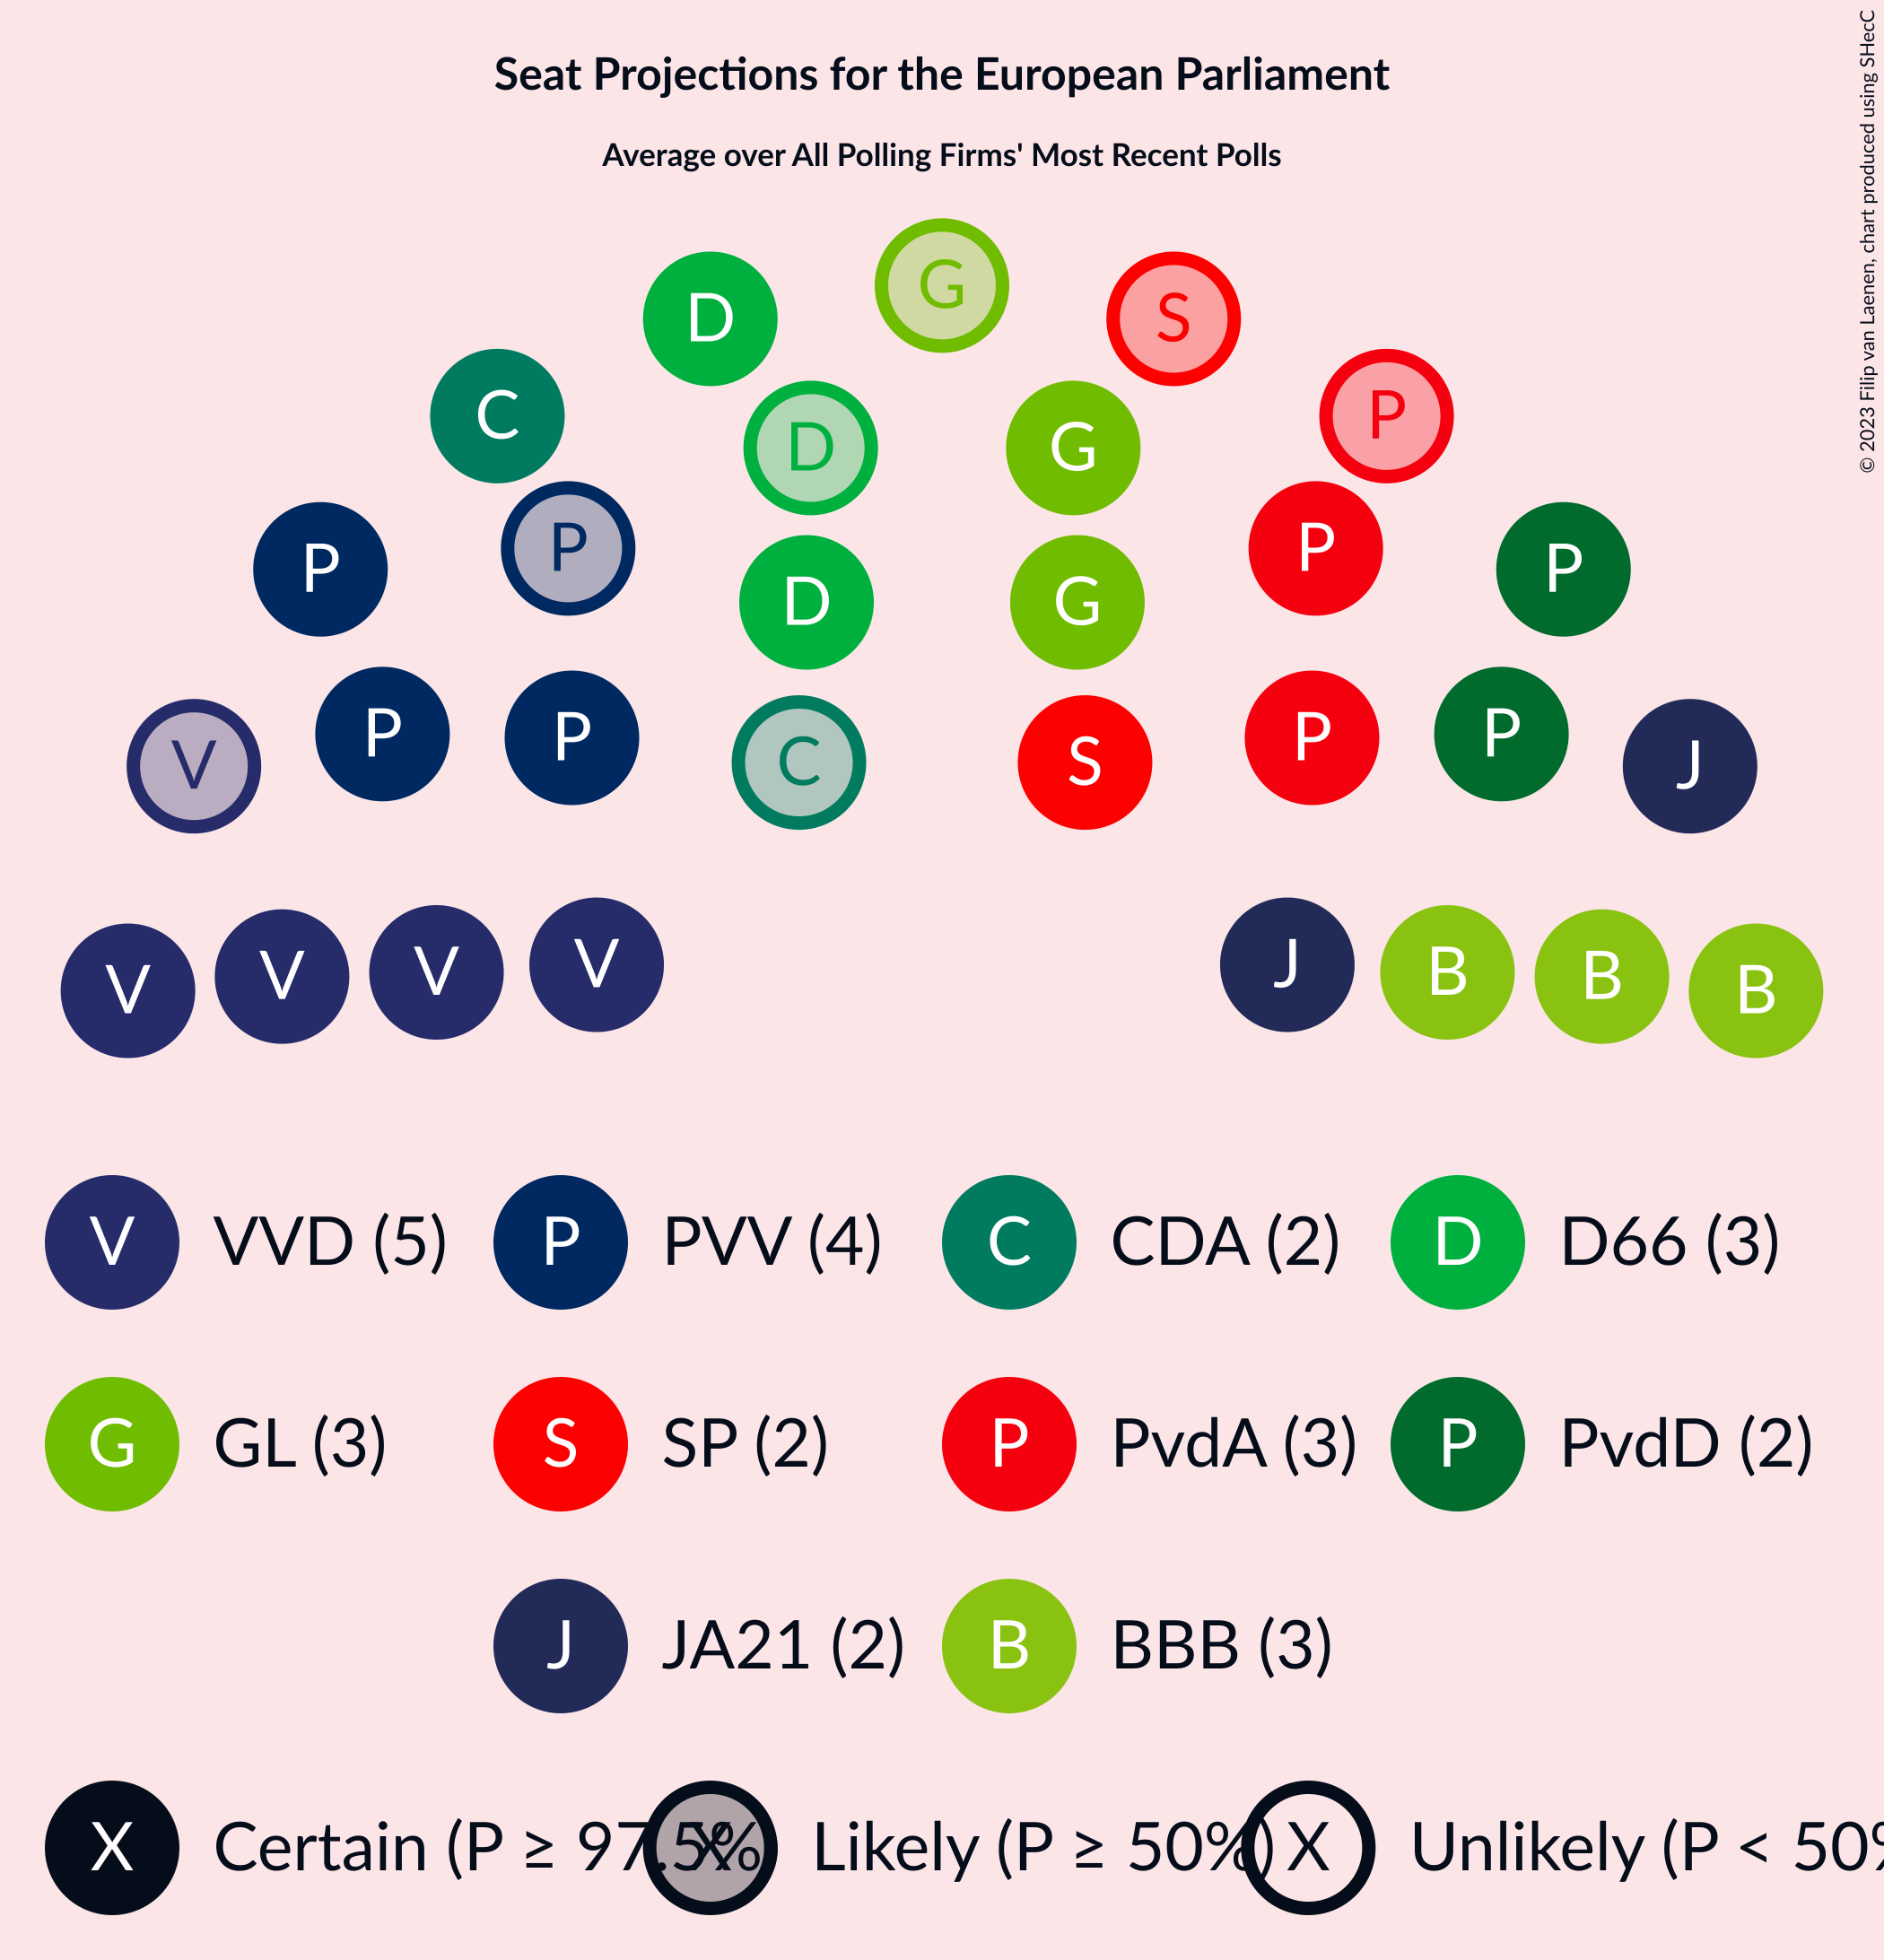 Seat Projections for the European Parliament
Average over All Polling Firms' Most Recent Polls
© 2023 Filip van Laenen, chart produced using SHecC
G
D S
C P
D G
P P P P
D G
V P P C S P P J
V V V V J B B B
V VVD (5) P PVV (4) C CDA (2) D D66 (3)
G GL (3) S SP (2) P PvdA (3) P PvdD (2)
J JA21 (2) B BBB (3)
X Certain (P ≥ 97.5% X Likely (P ≥ 50%) X Unlikely (P < 50%